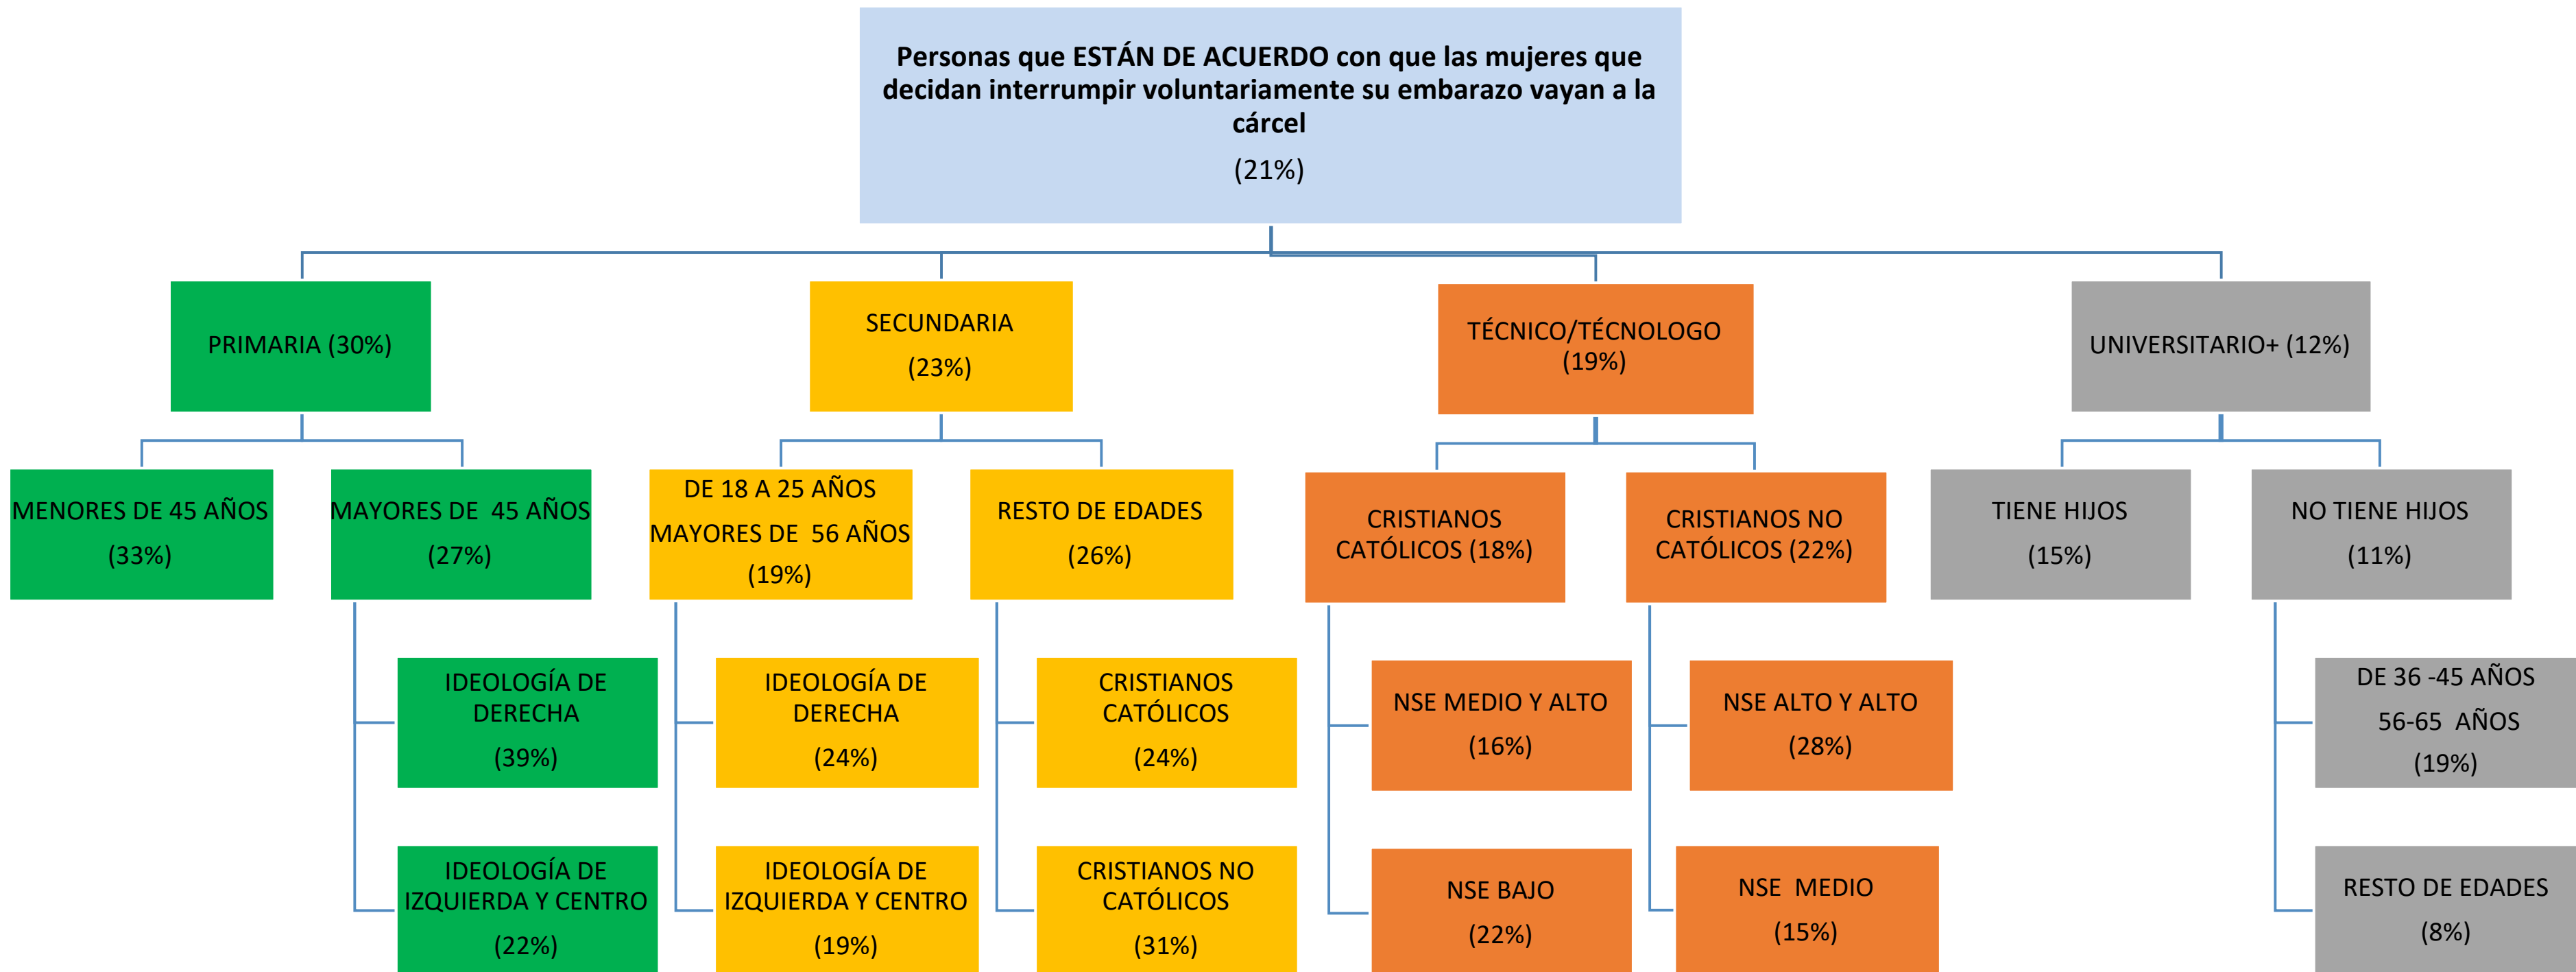 Personas que ESTÁN DE ACUERDO con que las mujeres que
decidan interrumpir voluntariamente su embarazo vayan a la
cárcel
(21%)
PRIMARIA (30%)
SECUNDARIA
(23%)
TÉCNICO/TÉCNOLOGO
(19%)
UNIVERSITARIO+ (12%)
MENORES DE 45 AÑOS
(33%)
MAYORES DE 45 AÑOS
(27%)
DE 18 A 25 AÑOS
MAYORES DE 56 AÑOS
(19%)
RESTO DE EDADES
(26%)
CRISTIANOS
CATÓLICOS (18%)
CRISTIANOS NO
CATÓLICOS (22%)
TIENE HIJOS
(15%)
NO TIENE HIJOS
(11%)
IDEOLOGÍA DE
DERECHA
(39%)
IDEOLOGÍA DE
DERECHA
(24%)
CRISTIANOS
CATÓLICOS
(24%)
NSE MEDIO Y ALTO
(16%)
NSE ALTO Y ALTO
(28%)
DE 36 -45 AÑOS
56-65 AÑOS
(19%)
IDEOLOGÍA DE
IZQUIERDA Y CENTRO
(22%)
IDEOLOGÍA DE
IZQUIERDA Y CENTRO
(19%)
CRISTIANOS NO
CATÓLICOS
(31%)
NSE BAJO
(22%)
NSE MEDIO
(15%)
RESTO DE EDADES
(8%)